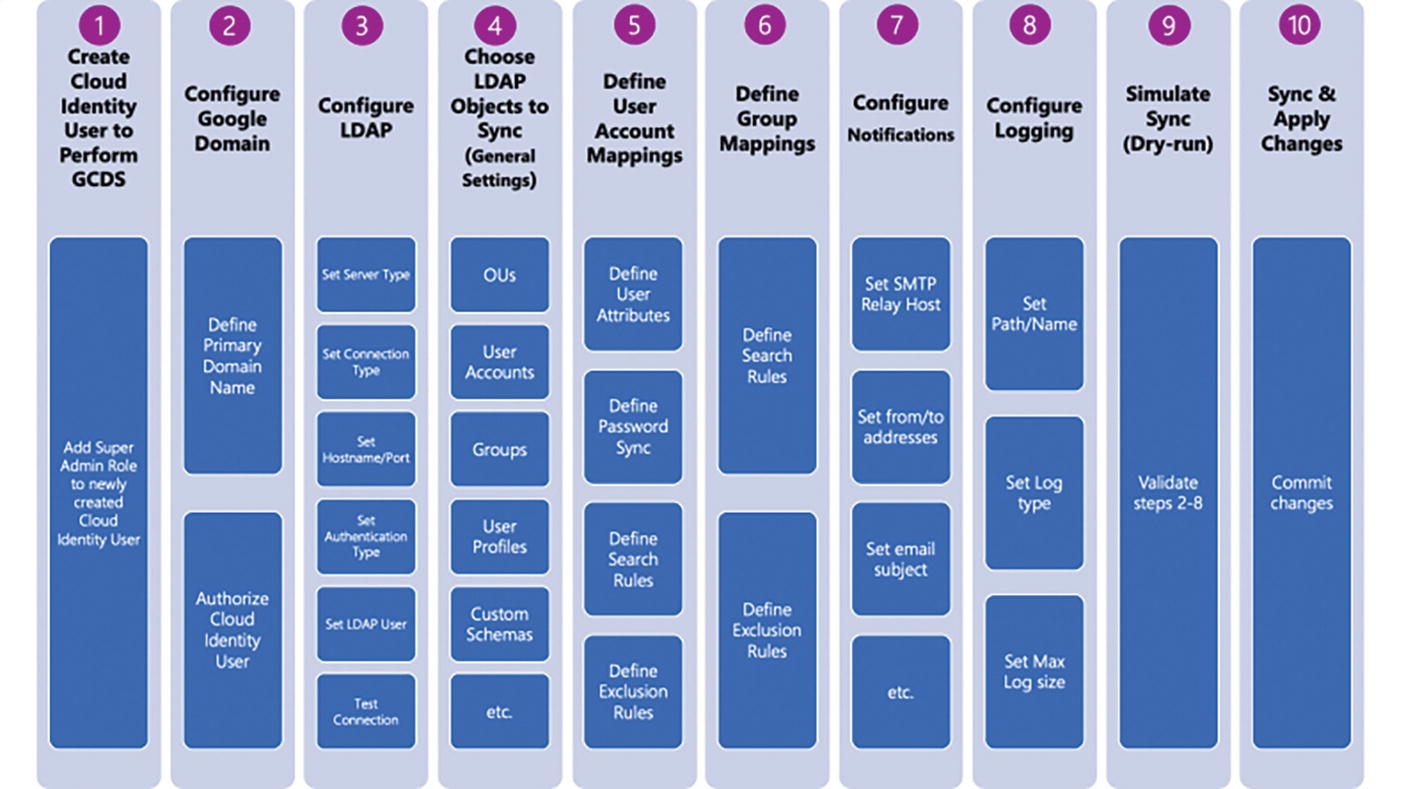 1
Create
Cloud
Identity
User to
Perform
GCDS
Add Super
Admin Role
to newly
created
Cloud
Identity User
2
Configure
Google
Domain
Define
Primary
Domain
Name
Authorize
Cloud
Identity
User
3
Configure
LDAP
Set Server Type
Set Connection
Type
Set
Hostname/Port
Set
Authentication
Type
Set LDAP User
Test
Connection
4
Choose
LDAP
Objects to
Sync
(General
Settings)
OUs
User
Accounts
Groups
User
Profiles
Custom
Schemas
etc.
5
Define
User
Account
Mappings
Define
User
Attributes
Define
Password
Sync
Define
Search
Rules
Define
Exclusion
Rules
6
Define
Group
Mappings
Define
Search
Rules
Define
Exclusion
Rules
7
Configure
Notifications
Set SMTP
Relay Host
Set from/to
addresses
Set email
subject
etc.
8
Configure
Logging
Set
Path/Name
Set Log
type
Set Max
Log size
9
Simulate
Sync
(Dry-run)
Validate
steps 2-8
10
Sync &
Apply
Changes
Commit
changes